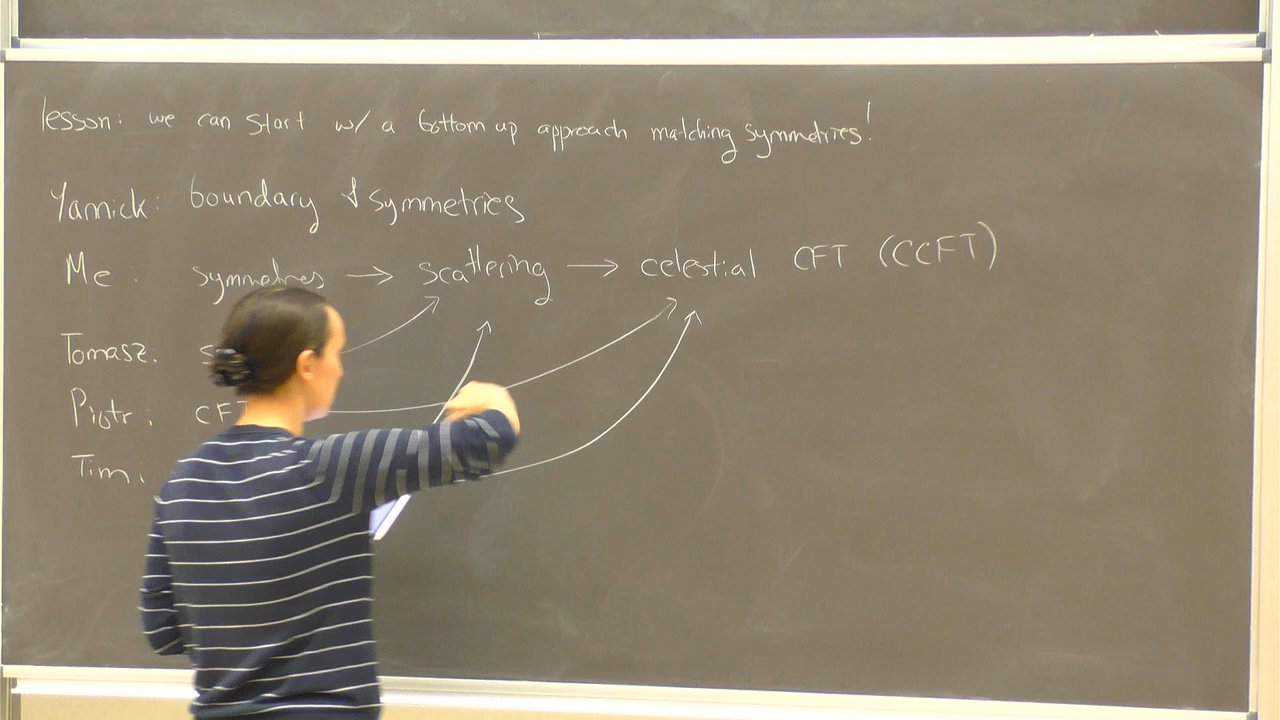 lesson: we can start w/ a bottom up approach matching symmetries!
Yannick: boundary & symmetries
Me: symmetries → scattering → celestial CFT (CCFT)
Tomasz: S
Piotr: CFT
Tim: